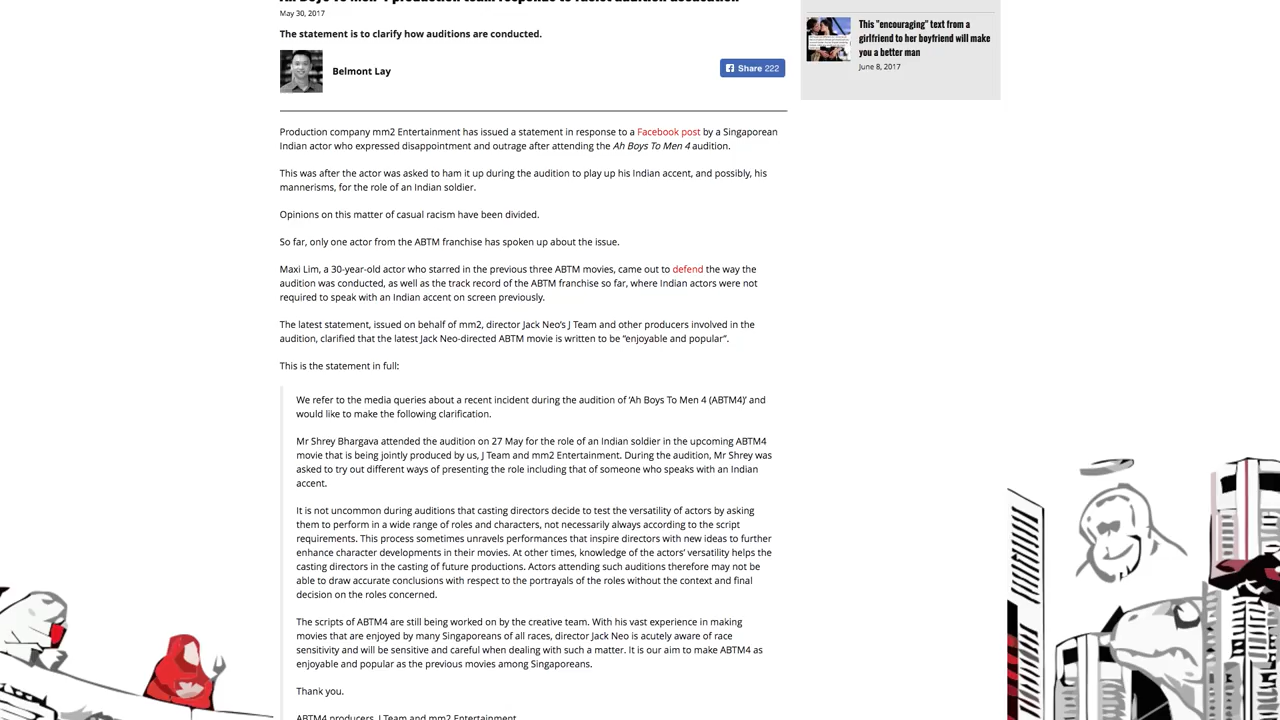 May 30, 2017
The statement is to clarify how auditions are conducted.
Belmont Lay
Share 222
Production company mm2 Entertainment has issued a statement in response to a Facebook post by a Singaporean
Indian actor who expressed disappointment and outrage after attending the Ah Boys To Men 4 audition.
This was after the actor was asked to ham it up during the audition to play up his Indian accent, and possibly, his
mannerisms, for the role of an Indian soldier.
Opinions on this matter of casual racism have been divided.
So far, only one actor from the ABTM franchise has spoken up about the issue.
Maxi Lim, a 30-year-old actor who starred in the previous three ABTM movies, came out to defend the way the
audition was conducted, as well as the track record of the ABTM franchise so far, where Indian actors were not
required to speak with an Indian accent on screen previously.
The latest statement, issued on behalf of mm2, director Jack Neo's J Team and other producers involved in the
audition, clarified that the latest Jack Neo-directed ABTM movie is written to be “enjoyable and popular”.
This is the statement in full:
We refer to the media queries about a recent incident during the audition of ‘Ah Boys To Men 4 (ABTM4)’ and
would like to make the following clarification.
Mr Shrey Bhargava attended the audition on 27 May for the role of an Indian soldier in the upcoming ABTM4
movie that is being jointly produced by us, J Team and mm2 Entertainment. During the audition, Mr Shrey was
asked to try out different ways of presenting the role including that of someone who speaks with an Indian
accent.
It is not uncommon during auditions that casting directors decide to test the versatility of actors by asking
them to perform in a wide range of roles and characters, not necessarily always according to the script
requirements. This process sometimes unravels performances that inspire directors with new ideas to further
enhance character developments in their movies. At other times, knowledge of the actors’ versatility helps the
casting directors in the casting of future productions. Actors attending such auditions therefore may not be
able to draw accurate conclusions with respect to the portrayals of the roles without the context and final
decision on the roles concerned.
The scripts of ABTM4 are still being worked on by the creative team. With his vast experience in making
movies that are enjoyed by many Singaporeans of all races, director Jack Neo is acutely aware of race
sensitivity and will be sensitive and careful when dealing with such a matter. It is our aim to make ABTM4 as
enjoyable and popular as the previous movies among Singaporeans.
Thank you.
ABTM4 producers, J Team and mm2 Entertainment
This "encouraging" text from a
girlfriend to her boyfriend will make
you a better man
June 8, 2017